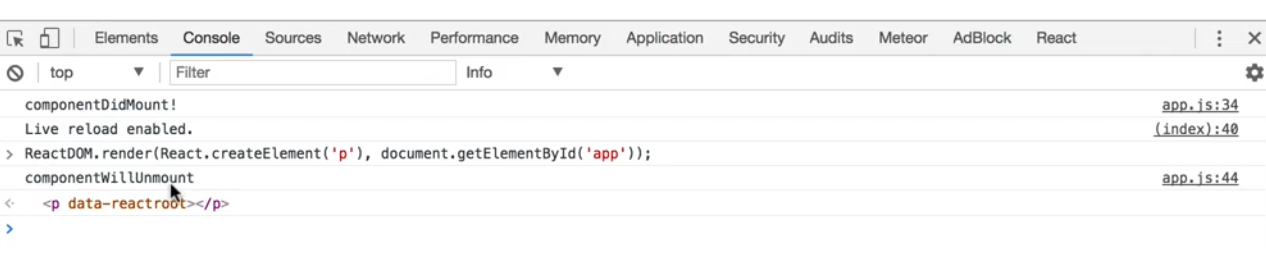 Elements Console Sources Network Performance Memory Application Security Audits Meteor AdBlock React
top Filter Info
componentDidMount! app.js:34
Live reload enabled. (index):40
> ReactDOM.render(React.createElement('p'), document.getElementById('app'));
componentWillUnmount app.js:44
<p data-reactroot></p>
>